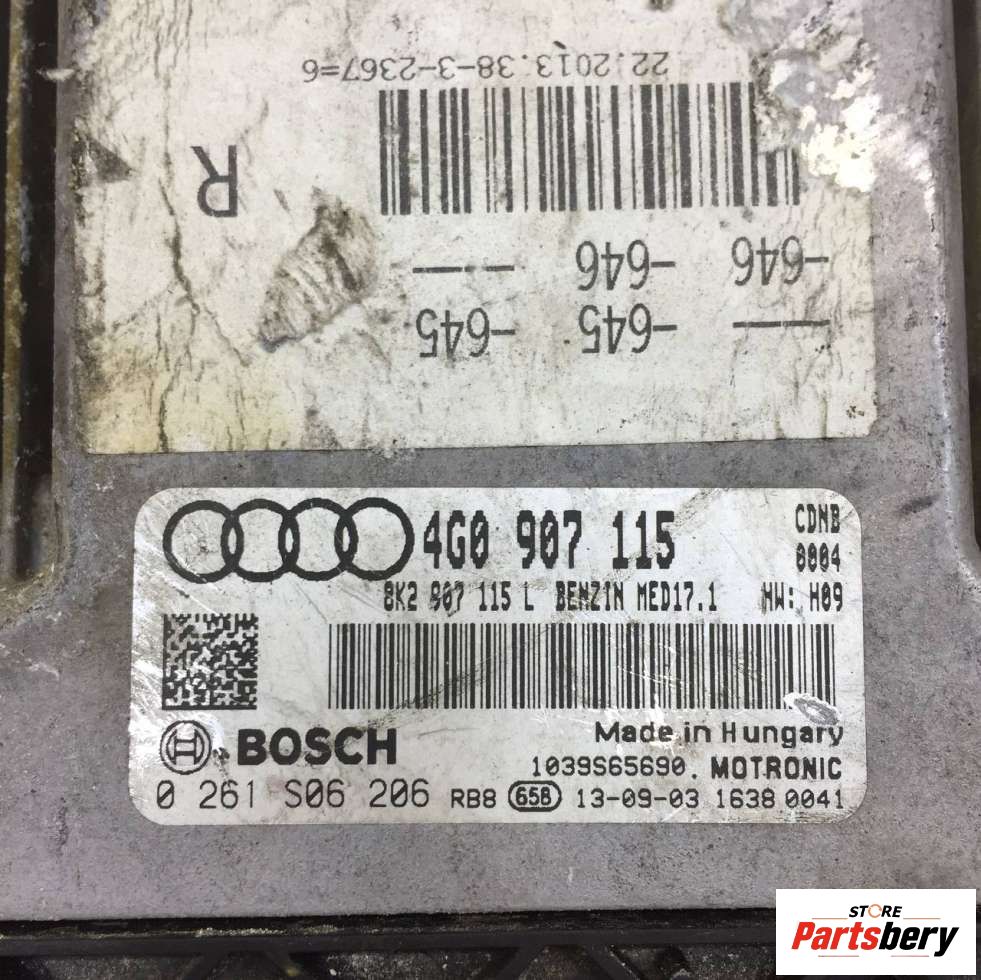 22.2013.38-3-2367=6
R
-646 -646 ---
--- -645 -645
4G0 907 115
CDNB
0004
8K2 907 115 L BENZIN MED17.1 HW: H09
BOSCH
Made in Hungary
1039S65690. MOTRONIC
0 261 S06 206 RB8 658 13-09-03 1638 0041
STORE
Partsbery